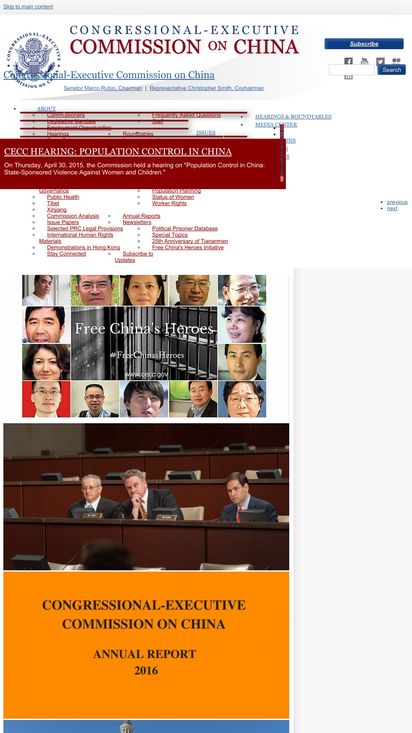 Skip to main content
CONGRESSIONAL-EXECUTIVE
COMMISSION ON CHINA
Subscribe
Congressional-Executive Commission on China
Search
RSS
Senator Marco Rubio, Chairman | Representative Christopher Smith, Cochairman
ABOUT
Commissioners
Frequently Asked Questions
Legislative Mandate
Staff
Employment Opportunities
HEARINGS & ROUNDTABLES
MEDIA CENTER
Hearings
Roundtables
ISSUES
CECC HEARING: POPULATION CONTROL IN CHINA
On Thursday, April 30, 2015, the Commission held a hearing on "Population Control in China:
State-Sponsored Violence Against Women and Children."
Governance
Population Planning
Public Health
Status of Women
Tibet
Worker Rights
Xinjiang
Commission Analysis
Annual Reports
Issue Papers
Newsletters
Selected PRC Legal Provisions
Political Prisoner Database
International Human Rights
Special Topics
Materials
25th Anniversary of Tiananmen
Demonstrations in Hong Kong
Free China's Heroes Initiative
Stay Connected
Subscribe to
Updates
previous
next
Free China's Heroes
#FreeChinasHeroes
www.cecc.gov
CONGRESSIONAL-EXECUTIVE
COMMISSION ON CHINA
ANNUAL REPORT
2016